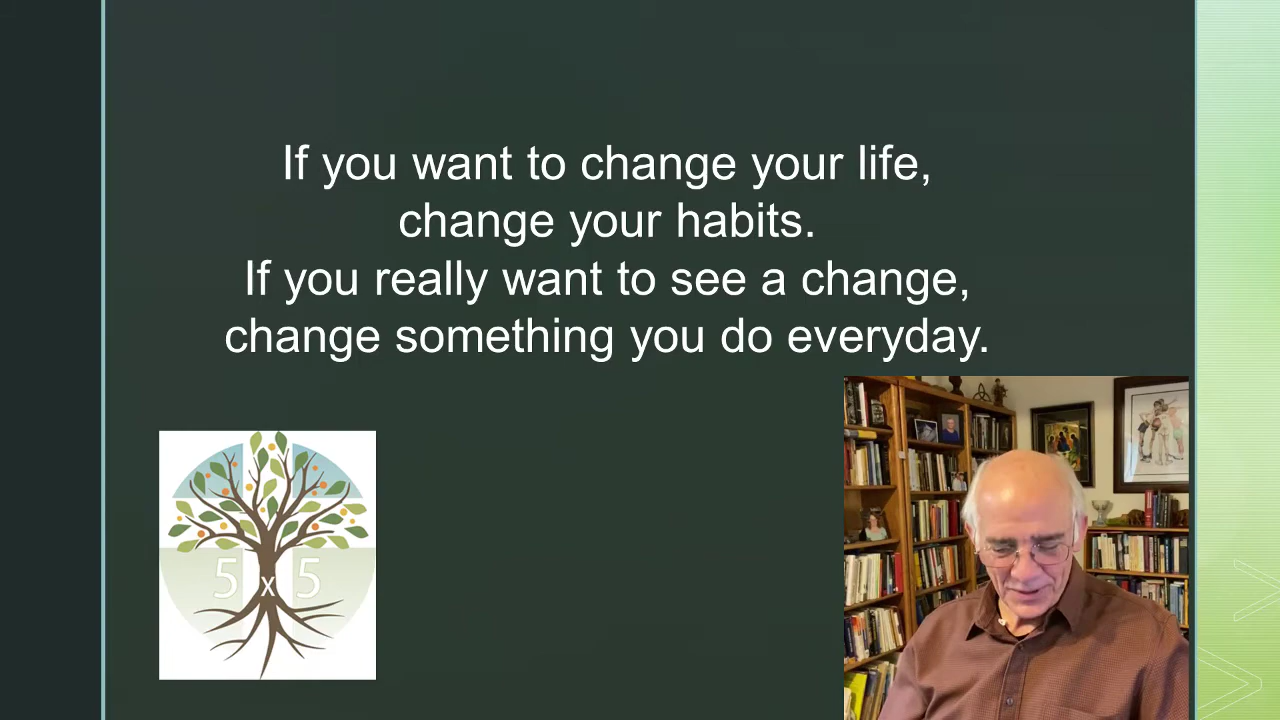 If you want to change your life,
change your habits.
If you really want to see a change,
change something you do everyday.
5 x 5